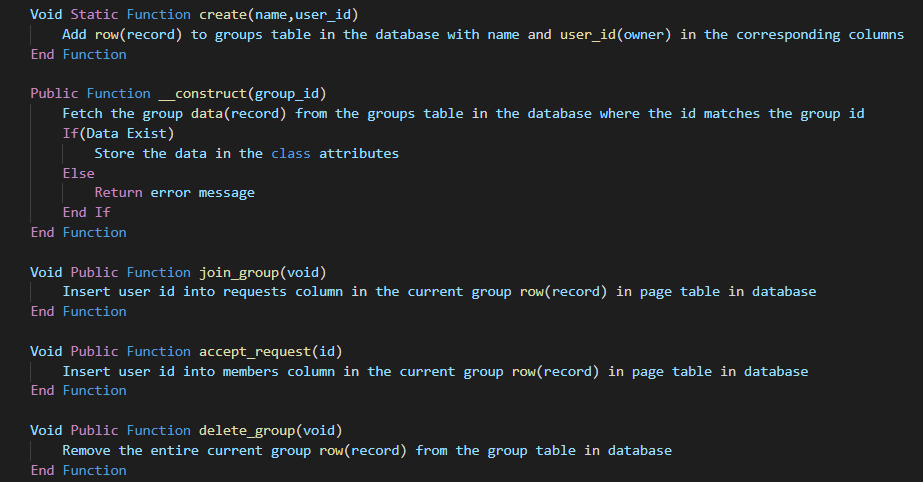 Void Static Function create(name,user_id)
Add row(record) to groups table in the database with name and user_id(owner) in the corresponding columns
End Function
Public Function __construct(group_id)
Fetch the group data(record) from the groups table in the database where the id matches the group id
If(Data Exist)
Store the data in the class attributes
Else
Return error message
End If
End Function
Void Public Function join_group(void)
Insert user id into requests column in the current group row(record) in page table in database
End Function
Void Public Function accept_request(id)
Insert user id into members column in the current group row(record) in page table in database
End Function
Void Public Function delete_group(void)
Remove the entire current group row(record) from the group table in database
End Function